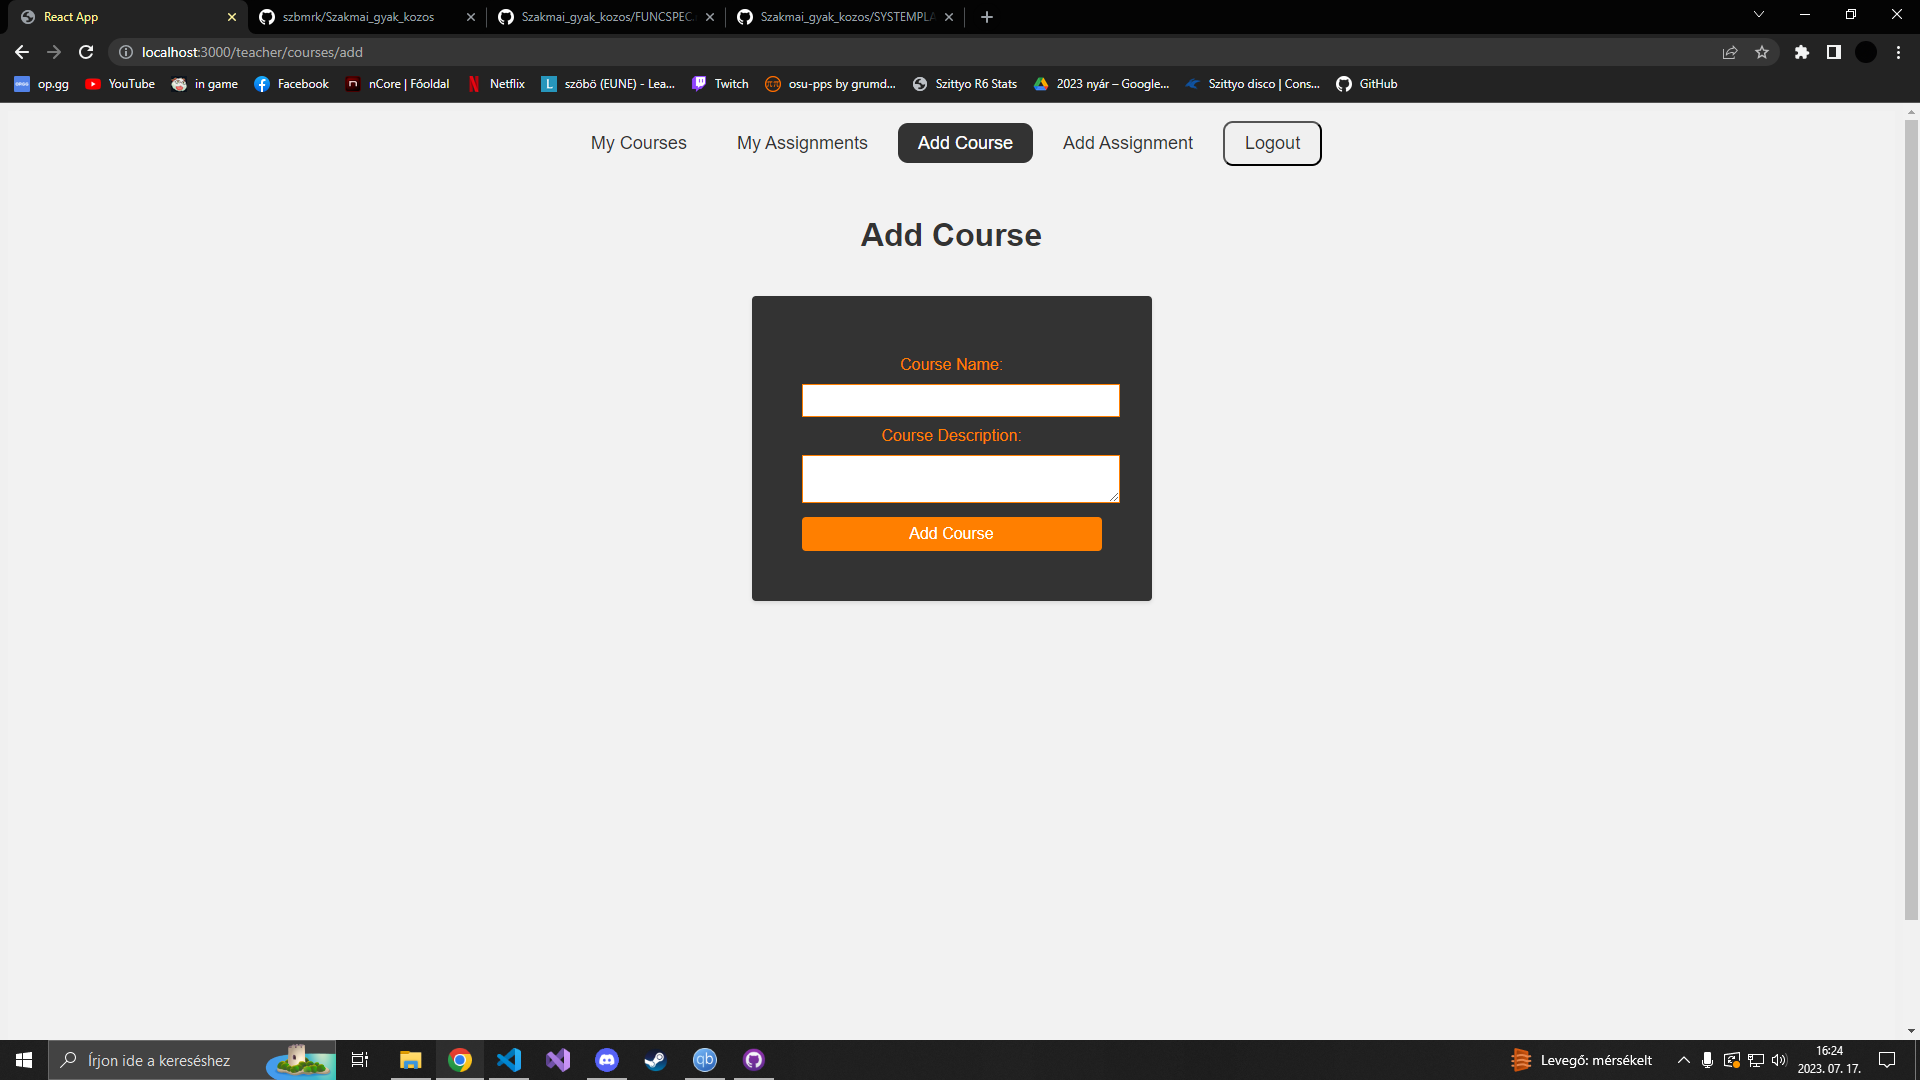 React App
szbmrk/Szakmai_gyak_kozos
Szakmai_gyak_kozos/FUNCSPEC.
Szakmai_gyak_kozos/SYSTEMPLA
localhost:3000/teacher/courses/add
op.gg
YouTube
in game
Facebook
nCore | Főoldal
Netflix
L
szöbö (EUNE) - Lea...
Twitch
osu-pps by grumd...
Szittyo R6 Stats
2023 nyár – Google...
Szittyo disco | Cons...
GitHub
My Courses
My Assignments
Add Course
Add Assignment
Logout
Add Course
Course Name:
Course Description:
Add Course
Írjon ide a kereséshez
qb
Levegő: mérsékelt
16:24
2023. 07. 17.